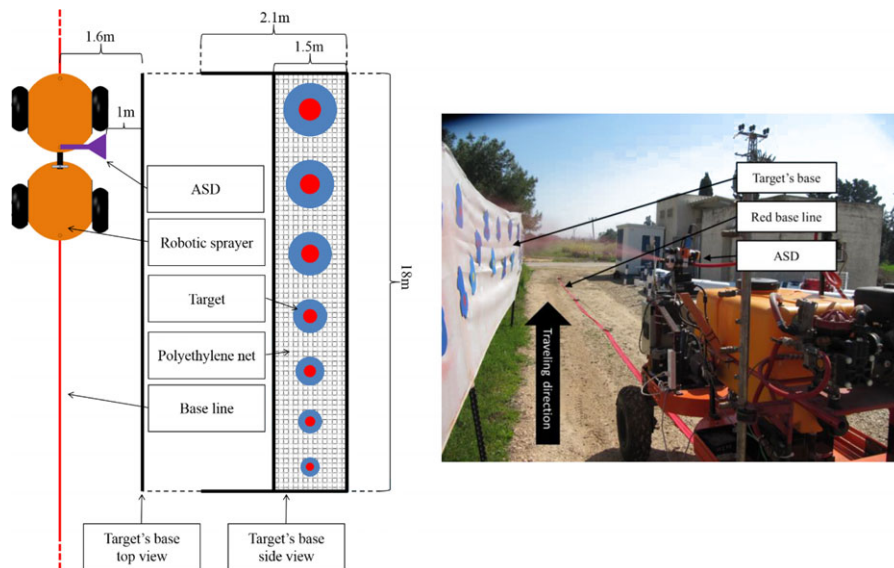 2.1m
1.6m
1.5m
1m
ASD
Robotic sprayer
Target
Polyethylene net
Base line
18m
Target's base
top view
Target's base
side view
Target's base
Red base line
ASD
Traveling direction